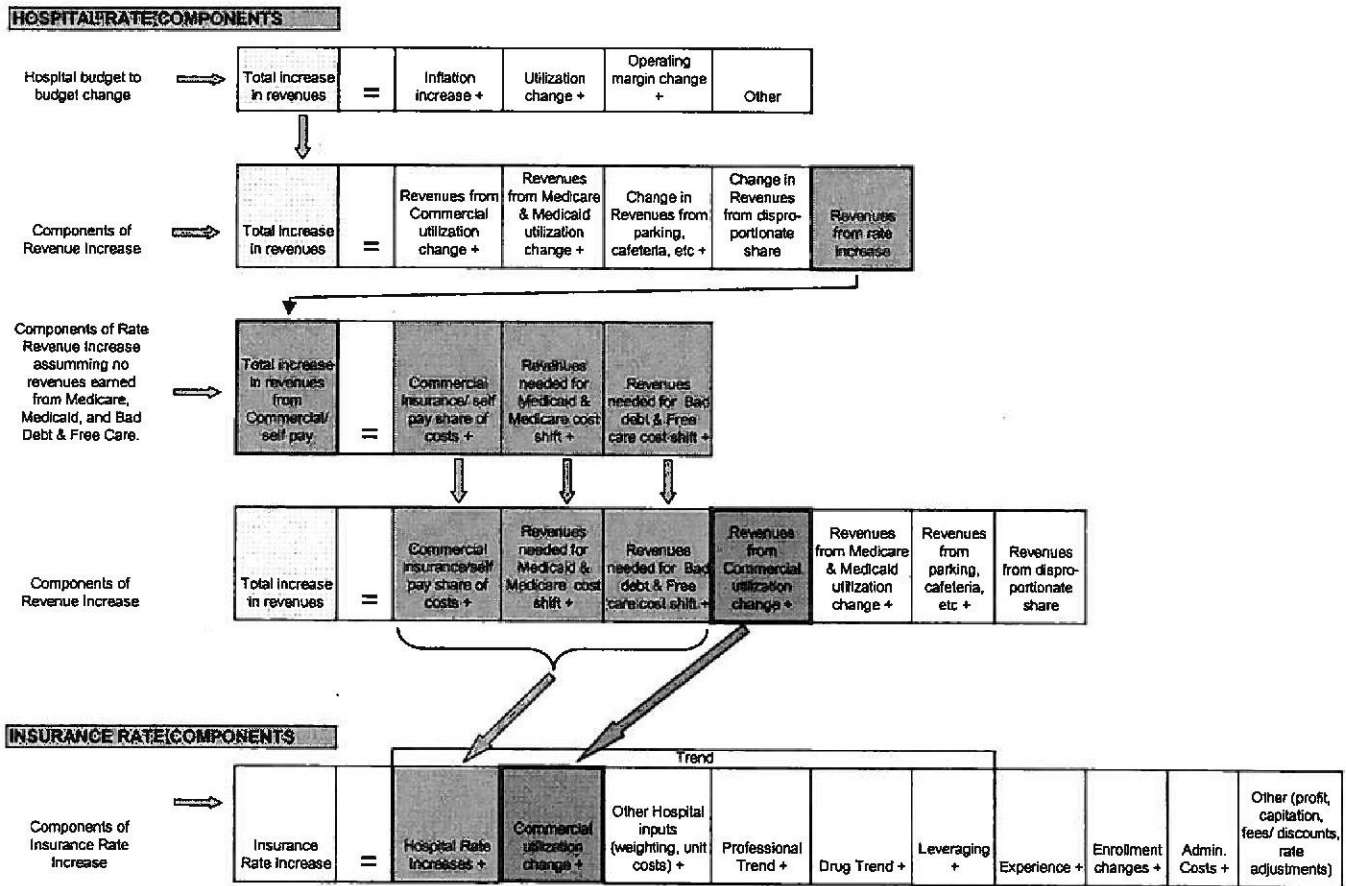 HOSPITAL RATE COMPONENTS
Hospital budget to
budget change
Total increase
in revenues
=
Inflation
increase +
Utilization
change +
Operating
margin change
+
Other
Components of
Revenue Increase
Total increase
in revenues
=
Revenues from
Commercial
utilization
change +
Revenues
from Medicare
& Medicaid
utilization
change +
Change in
Revenues from
parking,
cafeteria, etc +
Change in
Revenues
from dispro-
portionate
share
Revenues
from rate
increase
Components of Rate
Revenue Increase
assumming no
revenues earned
from Medicare,
Medicaid, and Bad
Debt & Free Care.
Total increase
in revenues
from
Commercial/
self pay
=
Commercial
Insurance/ self
pay share of
costs +
Revenues
needed for
Medicaid &
Medicare cost
shift +
Revenues
needed for Bad
debt & Free
care cost shift +
Components of
Revenue Increase
Total increase
in revenues
=
Commercial
insurance/self
pay share of
costs +
Revenues
needed for
Medicaid &
Medicare cost
shift +
Revenues
needed for Bad
debt & Free
care cost shift +
Revenues
from
Commercial
utilization
change +
Revenues
from Medicare
& Medicaid
utilization
change +
Revenues
from
parking,
cafeteria,
etc +
Revenues
from dispro-
portionate
share
INSURANCE RATE COMPONENTS
Trend
Components of
Insurance Rate
Increase
Insurance
Rate Increase
=
Hospital Rate
Increases +
Commercial
utilization
change +
Other Hospital
inputs
(weighting, unit
costs) +
Professional
Trend +
Drug Trend +
Leveraging
+
Experience +
Enrollment
changes +
Admin.
Costs +
Other (profit,
capitation,
fees/ discounts,
rate
adjustments)